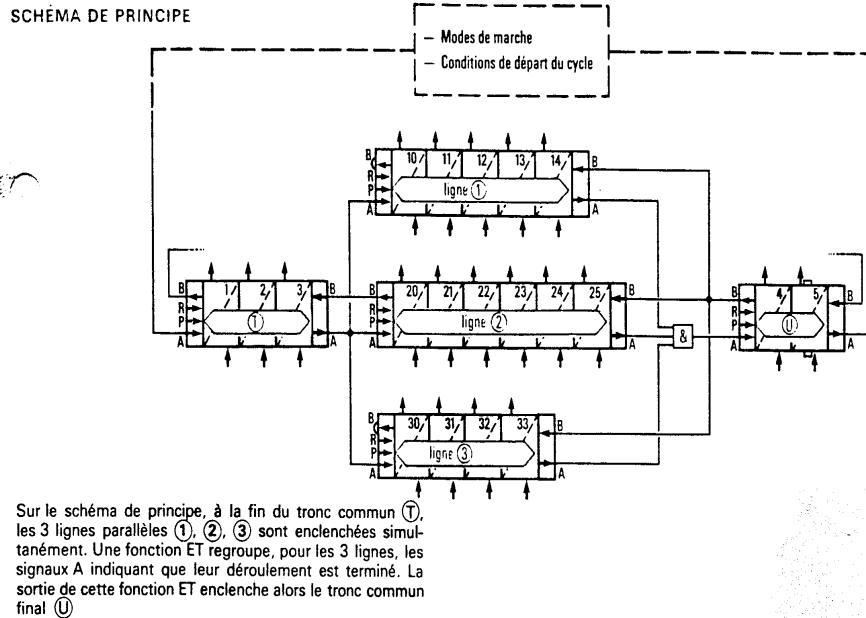 SCHÉMA DE PRINCIPE
– Modes de marche
– Conditions de départ du cycle
B 10 11 12 13 14 B
R
P ligne ①
A A
B 1 2 3 B
R
P Ⓣ
A A
B 20 21 22 23 24 25 B
R
P ligne ②
A A
&
B 4 5 B
R
P Ⓤ
A A
B 30 31 32 33 B
R
P ligne ③
A A
Sur le schéma de principe, à la fin du tronc commun Ⓣ,
les 3 lignes parallèles ①, ②, ③ sont enclenchées simul-
tanément. Une fonction ET regroupe, pour les 3 lignes, les
signaux A indiquant que leur déroulement est terminé. La
sortie de cette fonction ET enclenche alors le tronc commun
final Ⓤ